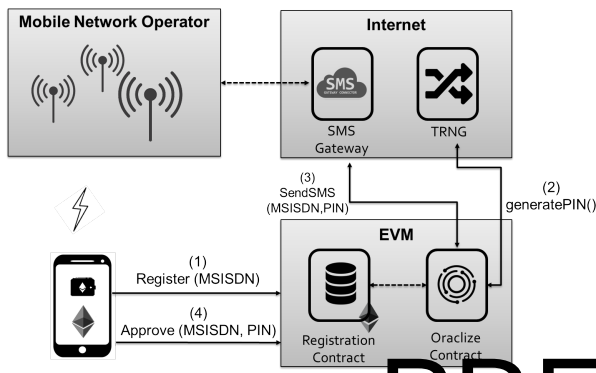 Mobile Network Operator
Internet
SMS
GATEWAY CONNECTOR
SMS
Gateway
TRNG
(3)
SendSMS
(MSISDN,PIN)
(2)
generatePIN()
EVM
(1)
Register (MSISDN)
(4)
Approve (MSISDN, PIN)
Registration
Contract
Oraclize
Contract